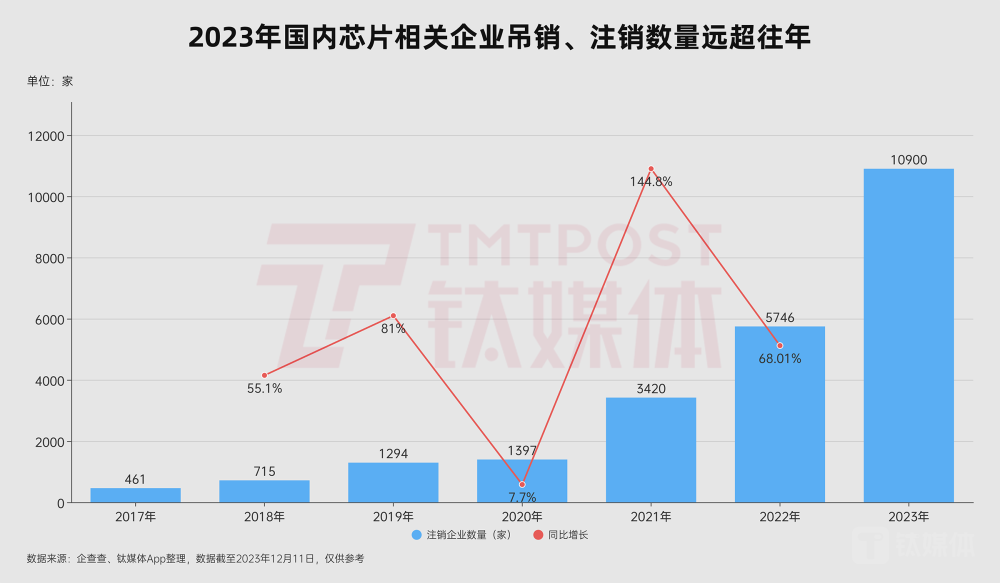 2023年国内芯片相关企业吊销、注销数量远超往年
单位：家
12000
10000
8000
6000
4000
2000
0
461
715
1294
1397
3420
5746
10900
55.1%
81%
7.7%
144.8%
68.01%
TMTPOST
钛媒体
2017年
2018年
2019年
2020年
2021年
2022年
2023年
注销企业数量（家） 同比增长
数据来源：企查查、钛媒体App整理，数据截至2023年12月11日，仅供参考
钛媒体